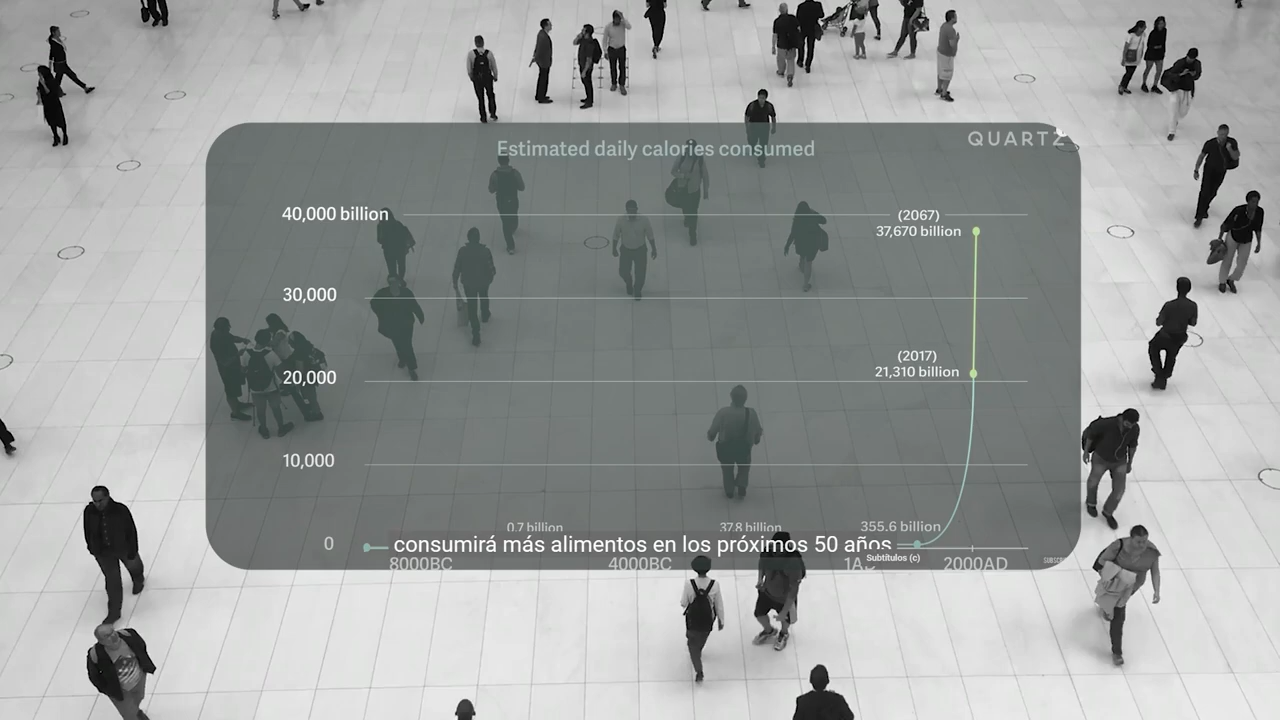 Estimated daily calories consumed
QUARTZ
40,000 billion
(2067)
37,670 billion
30,000
(2017)
21,310 billion
20,000
10,000
0.7 billion
37.8 billion
355.6 billion
0
consumirá más alimentos en los próximos 50 años
Subtítulos (c)
8000BC
4000BC
2000AD